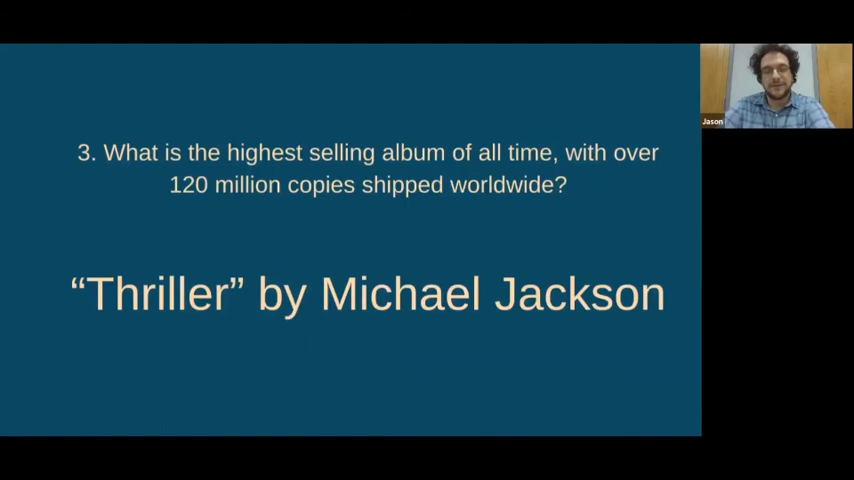 3. What is the highest selling album of all time, with over
120 million copies shipped worldwide?
“Thriller” by Michael Jackson
Jason